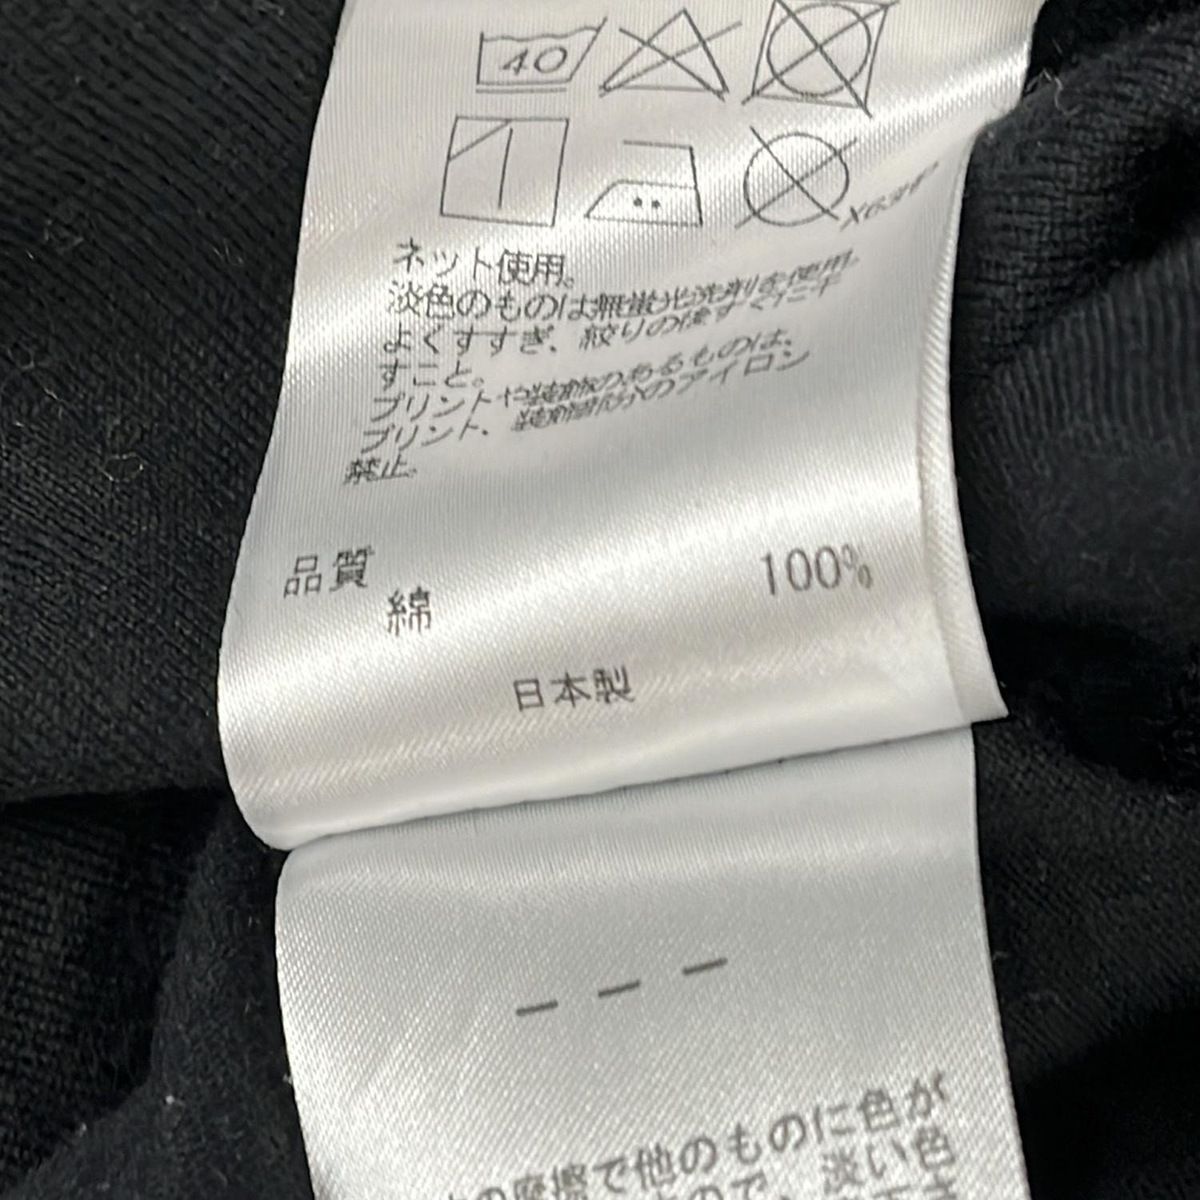 40
ネット使用。
淡色のものは無蛍光洗剤を使用。
よくすすぎ、絞りの後すぐに干
すこと。
プリントや装飾のあるものは、
プリント、装飾部分のアイロン
禁止。
品質
綿 100%
日本製
— — —
の摩擦で他のものに色が
ので、淡い色